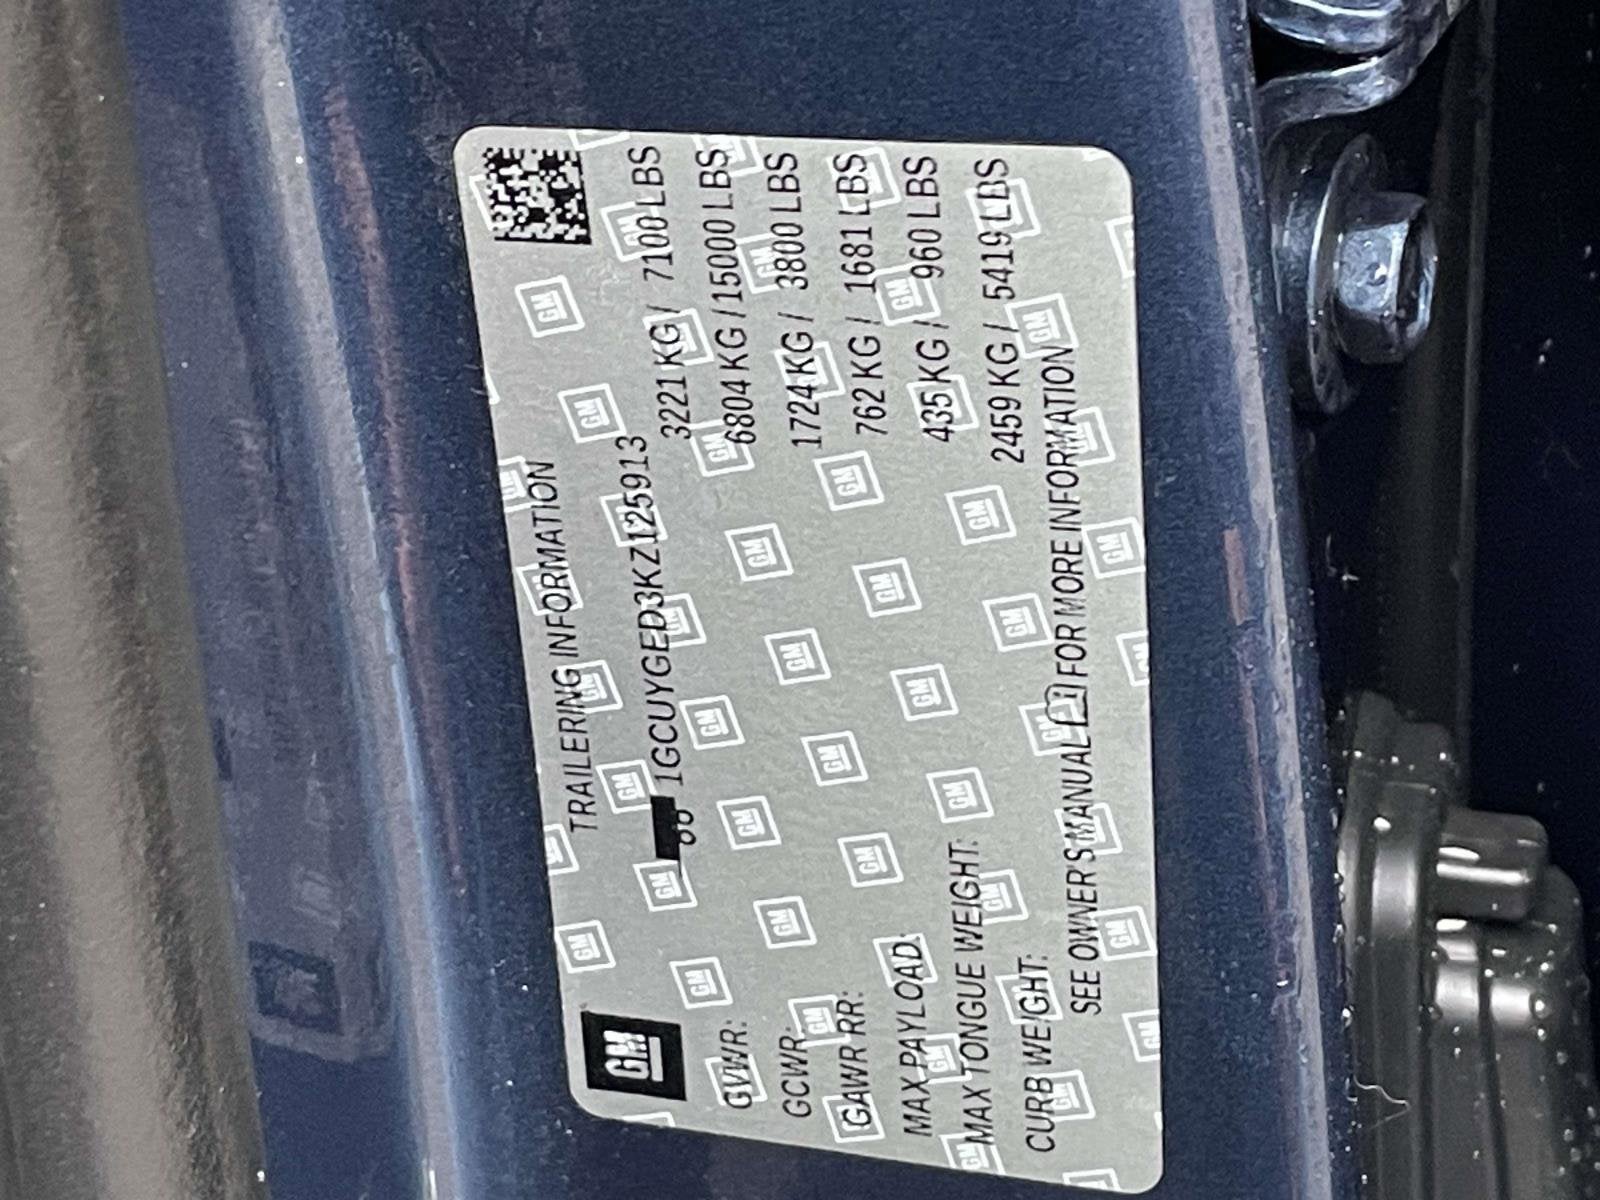 GM
TRAILERING INFORMATION
1GCUYGED3KZ125913
GVWR: 3221 KG / 7100 LBS
GCWR: 6804 KG / 15000 LBS
GAWR RR: 1724 KG / 3800 LBS
MAX PAYLOAD: 762 KG / 1681 LBS
MAX TONGUE WEIGHT: 435 KG / 960 LBS
CURB WEIGHT: 2459 KG / 5419 LBS
SEE OWNER'S MANUAL FOR MORE INFORMATION